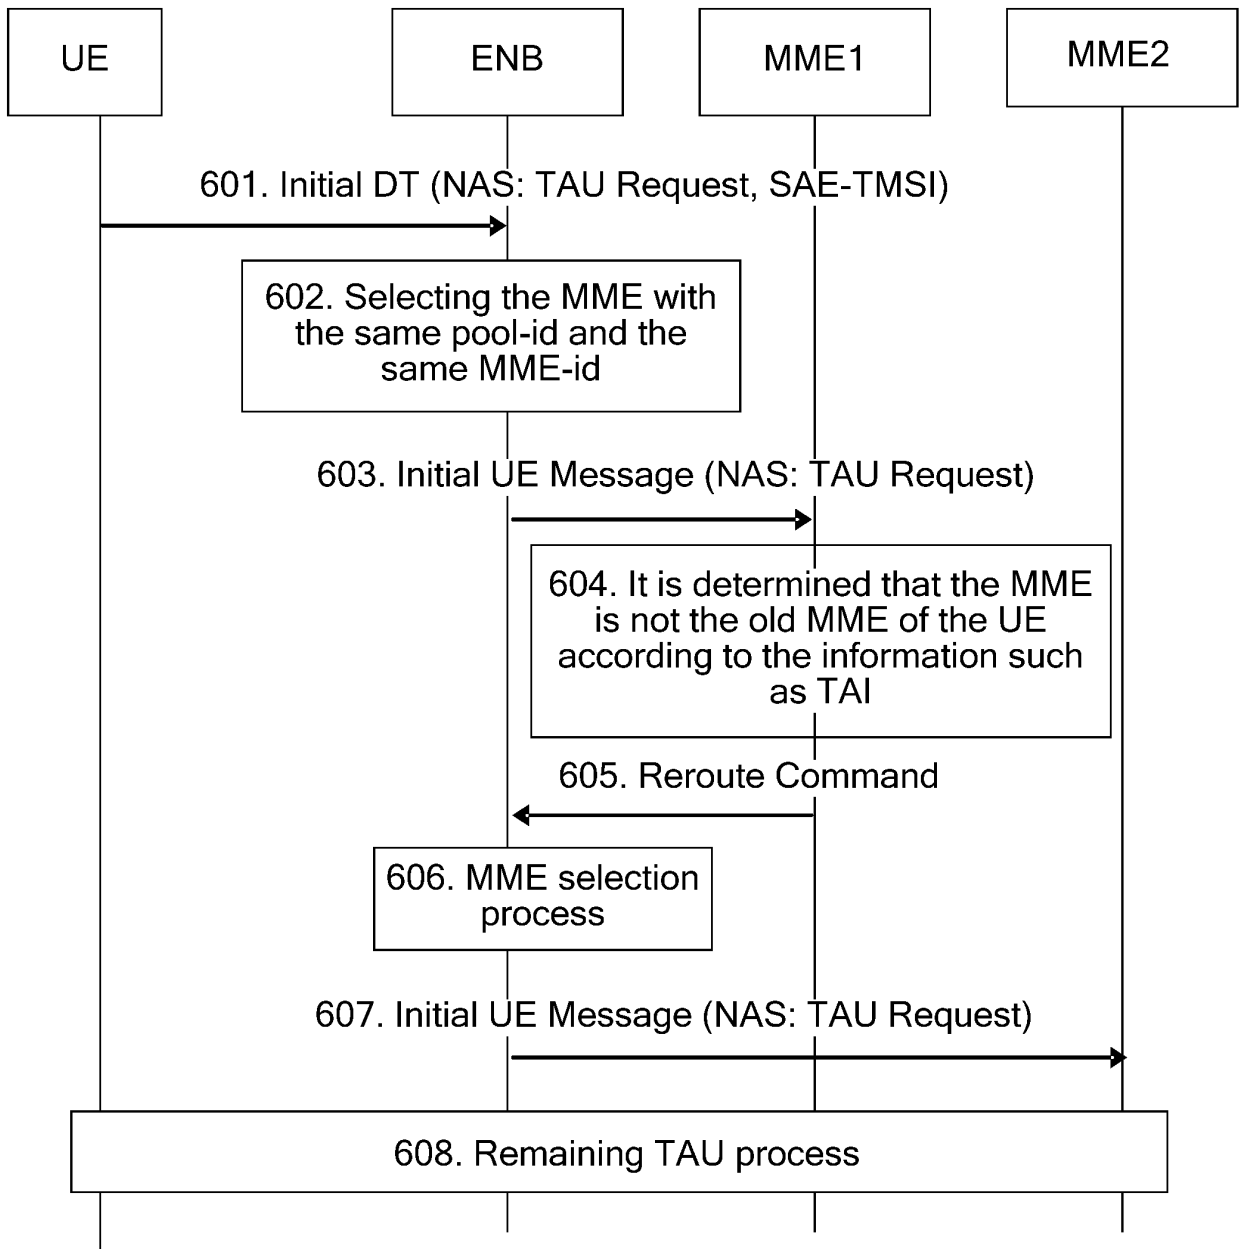 UE
ENB
MME1
MME2
601. Initial DT (NAS: TAU Request, SAE-TMSI)
602. Selecting the MME with
the same pool-id and the
same MME-id
603. Initial UE Message (NAS: TAU Request)
604. It is determined that the MME
is not the old MME of the UE
according to the information such
as TAI
605. Reroute Command
606. MME selection
process
607. Initial UE Message (NAS: TAU Request)
608. Remaining TAU process